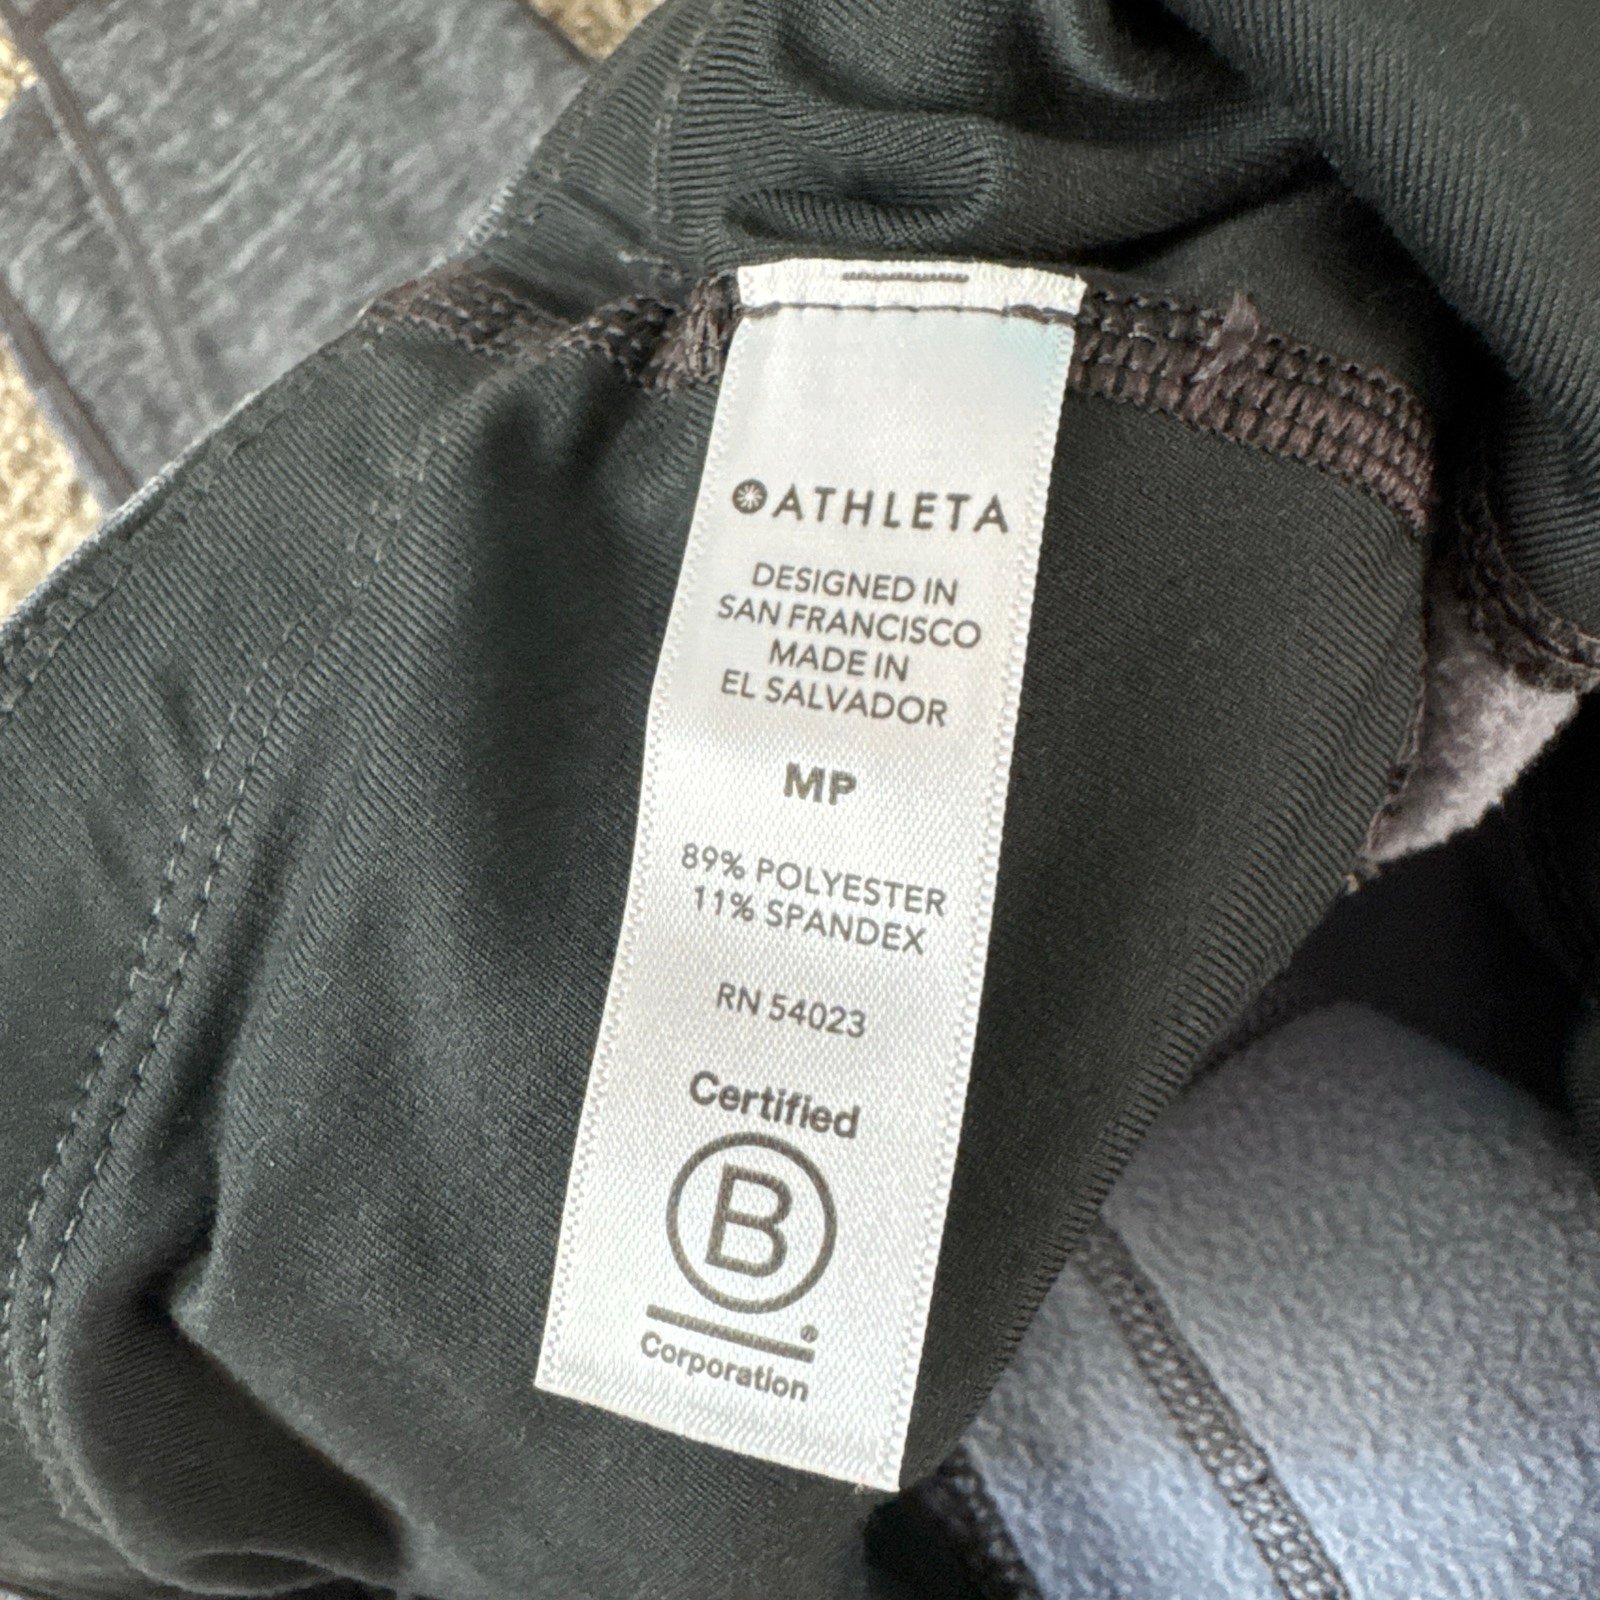 ATHLETA
DESIGNED IN
SAN FRANCISCO
MADE IN
EL SALVADOR
MP
89% POLYESTER
11% SPANDEX
RN 54023
Certified
B
®
Corporation